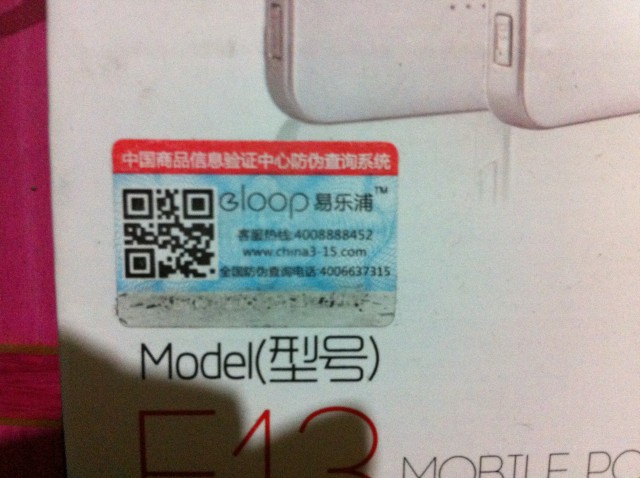 中国商品信息验证中心防伪查询系统
eloop 易乐浦™
客服热线:4008888452
www.china3-15.com
全国防伪查询电话:4006637315
Model(型号)
E13
MOBILE PO